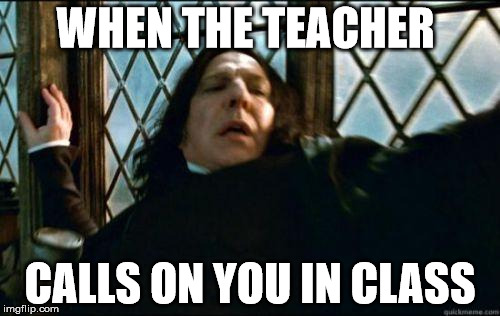 WHEN THE TEACHER
CALLS ON YOU IN CLASS
imgflip.com
quickmeme.com